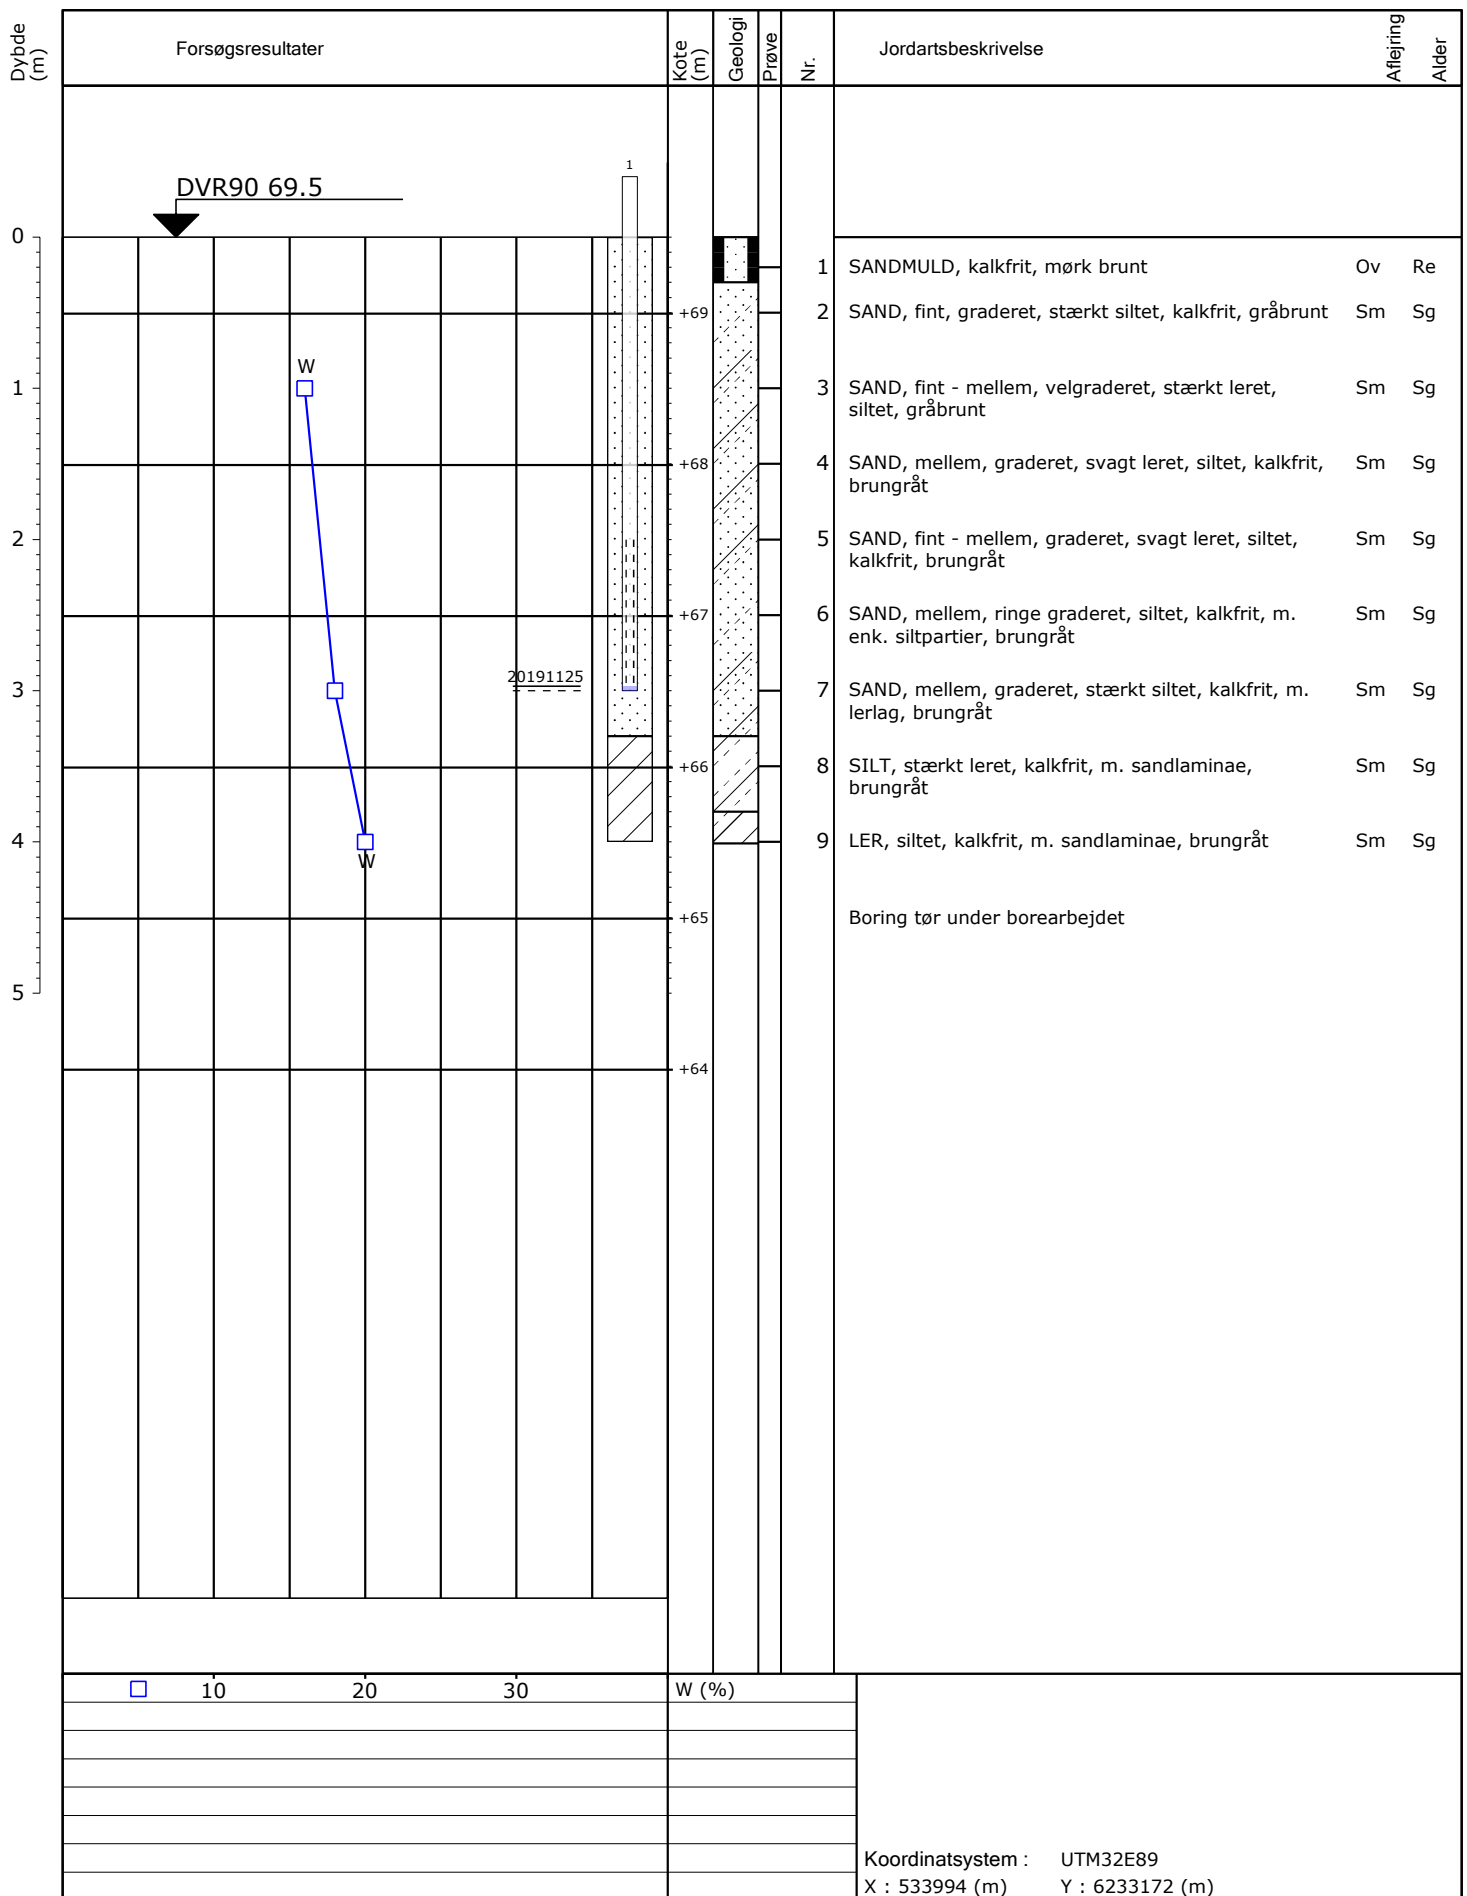 Dybde
(m)
Forsøgsresultater
Kote
(m)
Geologi
Prøve
Nr.
Jordartsbeskrivelse
Aflejring
Alder
1
DVR90 69.5
0
1 SANDMULD, kalkfrit, mørk brunt Ov Re
+69
2 SAND, fint, graderet, stærkt siltet, kalkfrit, gråbrunt Sm Sg
W
1
3 SAND, fint - mellem, velgraderet, stærkt leret, Sm Sg
siltet, gråbrunt
+68
4 SAND, mellem, graderet, svagt leret, siltet, kalkfrit, Sm Sg
brungråt
2
5 SAND, fint - mellem, graderet, svagt leret, siltet, Sm Sg
kalkfrit, brungråt
+67
6 SAND, mellem, ringe graderet, siltet, kalkfrit, m. Sm Sg
enk. siltpartier, brungråt
20191125
3
7 SAND, mellem, graderet, stærkt siltet, kalkfrit, m. Sm Sg
lerlag, brungråt
+66
8 SILT, stærkt leret, kalkfrit, m. sandlaminae, Sm Sg
brungråt
4
9 LER, siltet, kalkfrit, m. sandlaminae, brungråt Sm Sg
W
+65
Boring tør under borearbejdet
5
+64
10 20 30 W (%)
Koordinatsystem : UTM32E89
X : 533994 (m) Y : 6233172 (m)